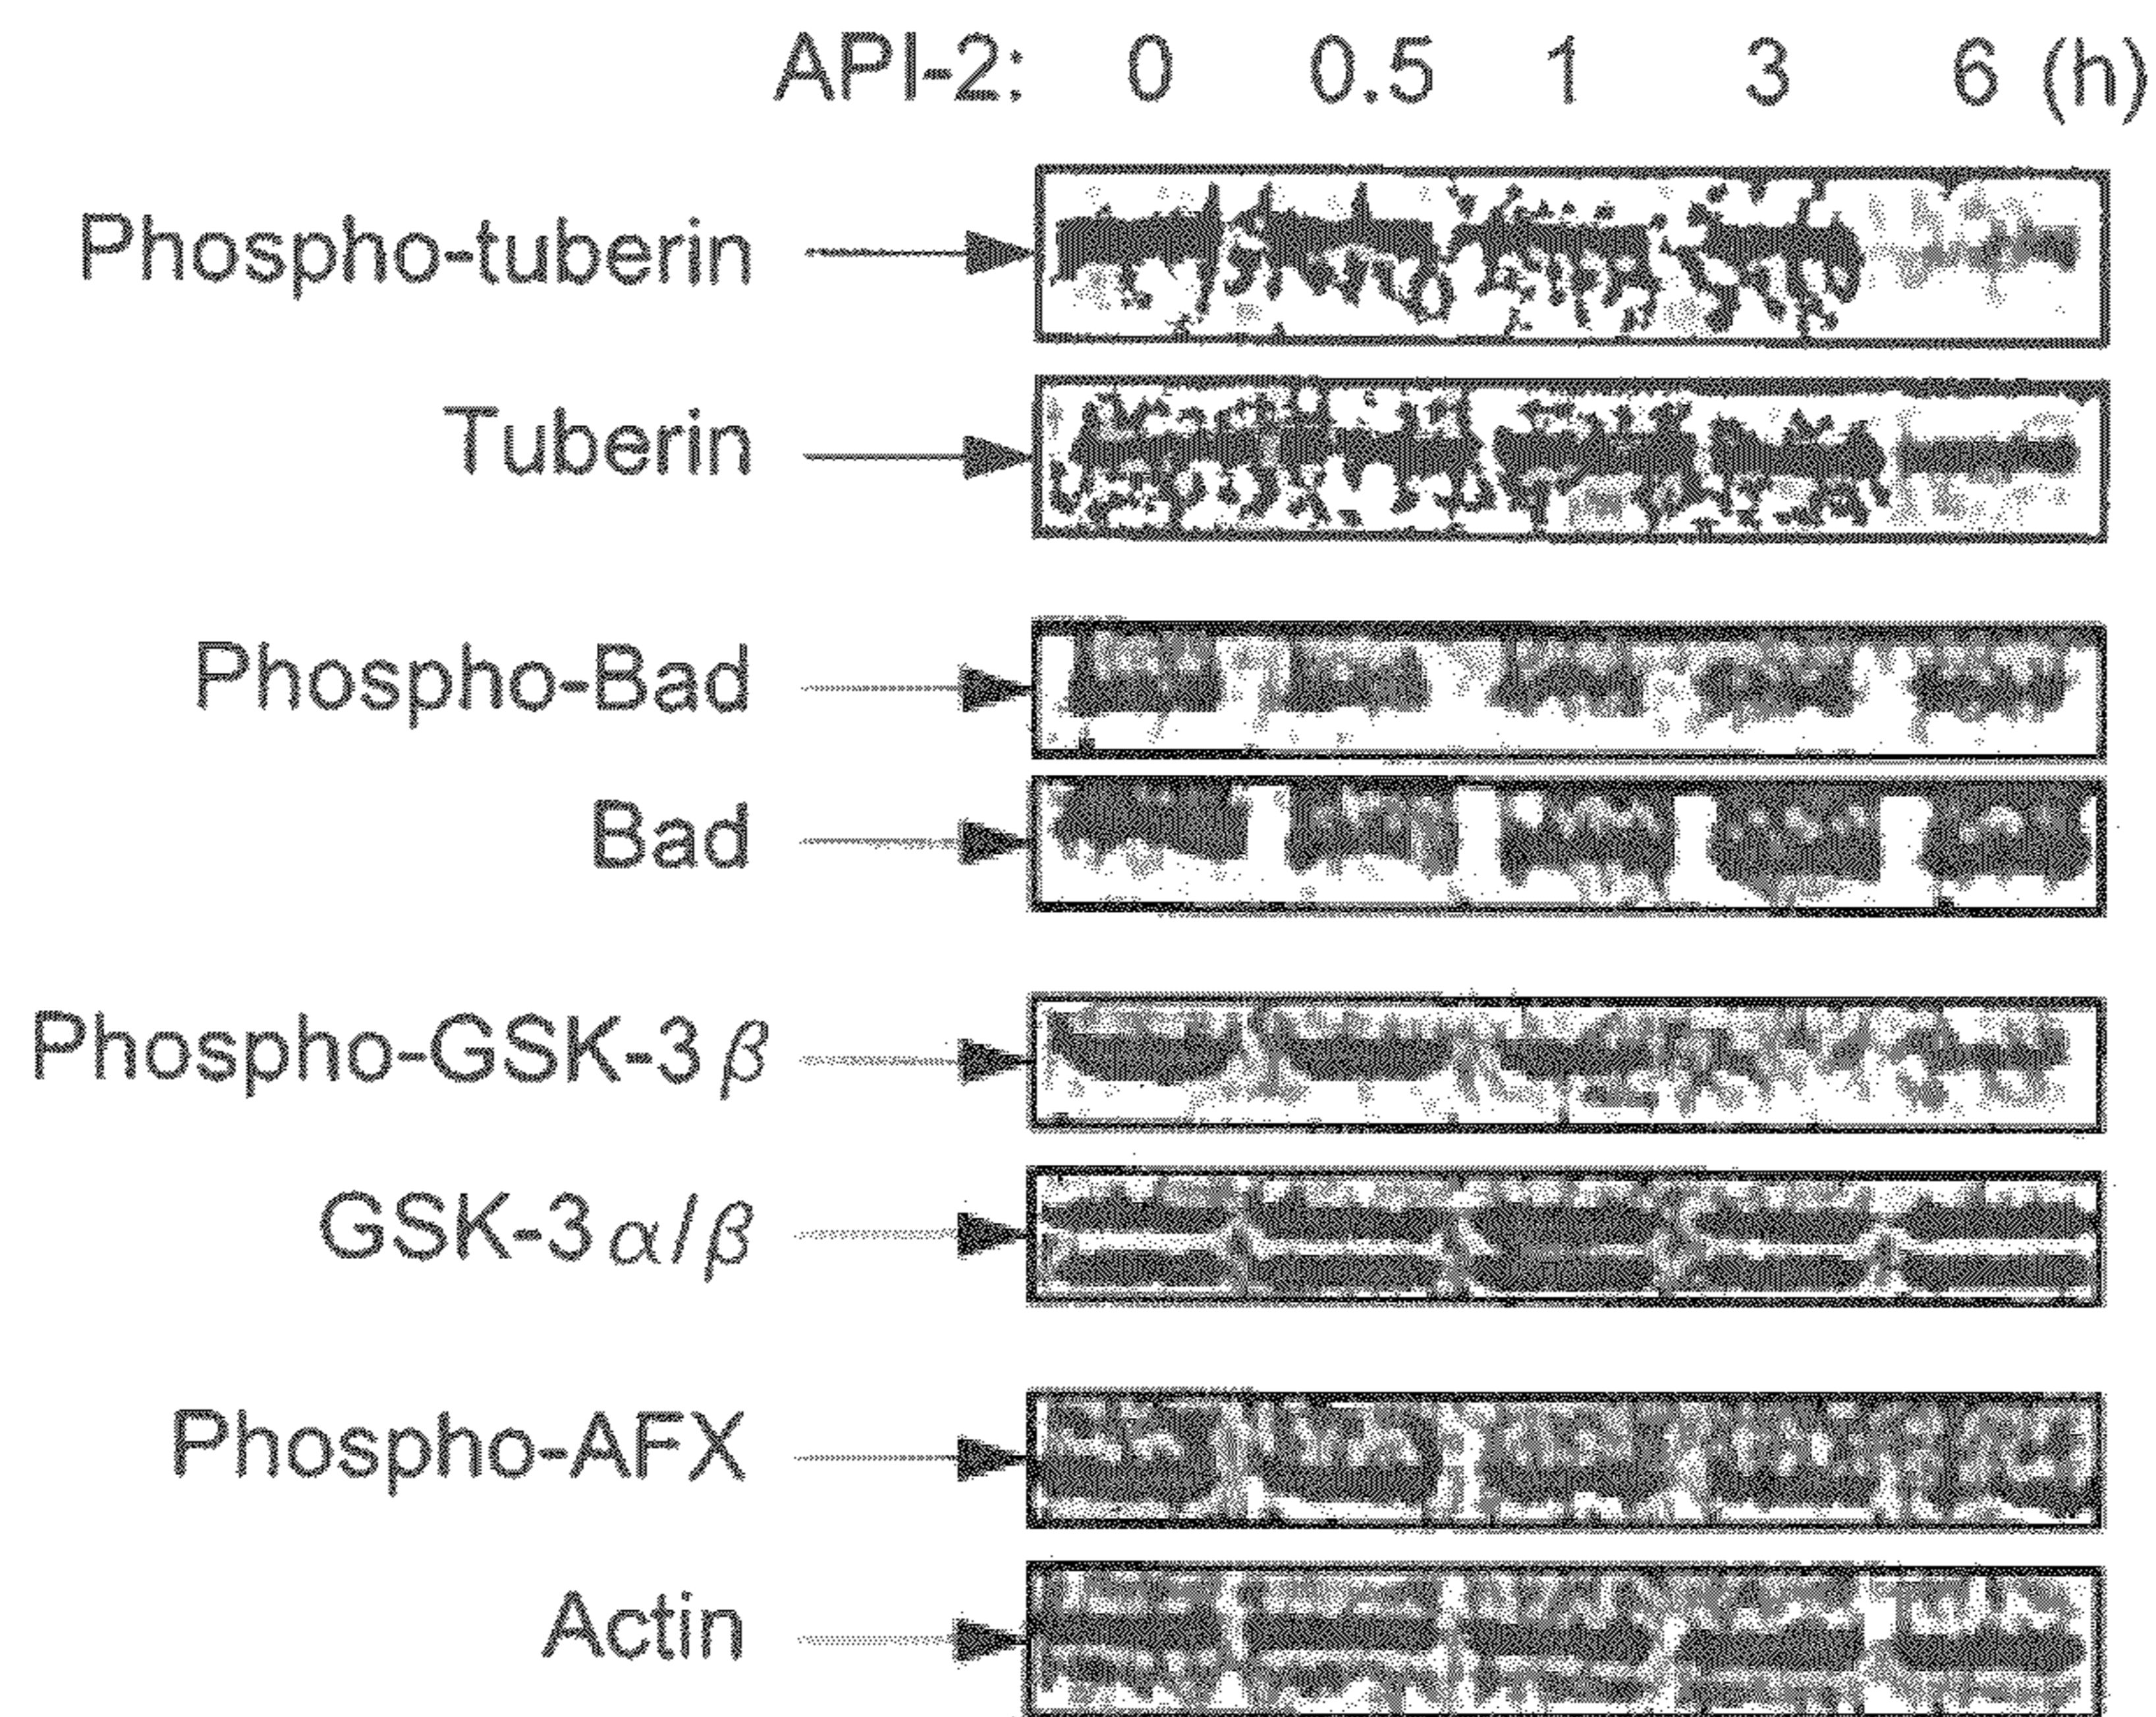 API-2: 0 0.5 1 3 6 (h)
Phospho-tuberin
Tuberin
Phospho-Bad
Bad
Phospho-GSK-3β
GSK-3α/β
Phospho-AFX
Actin